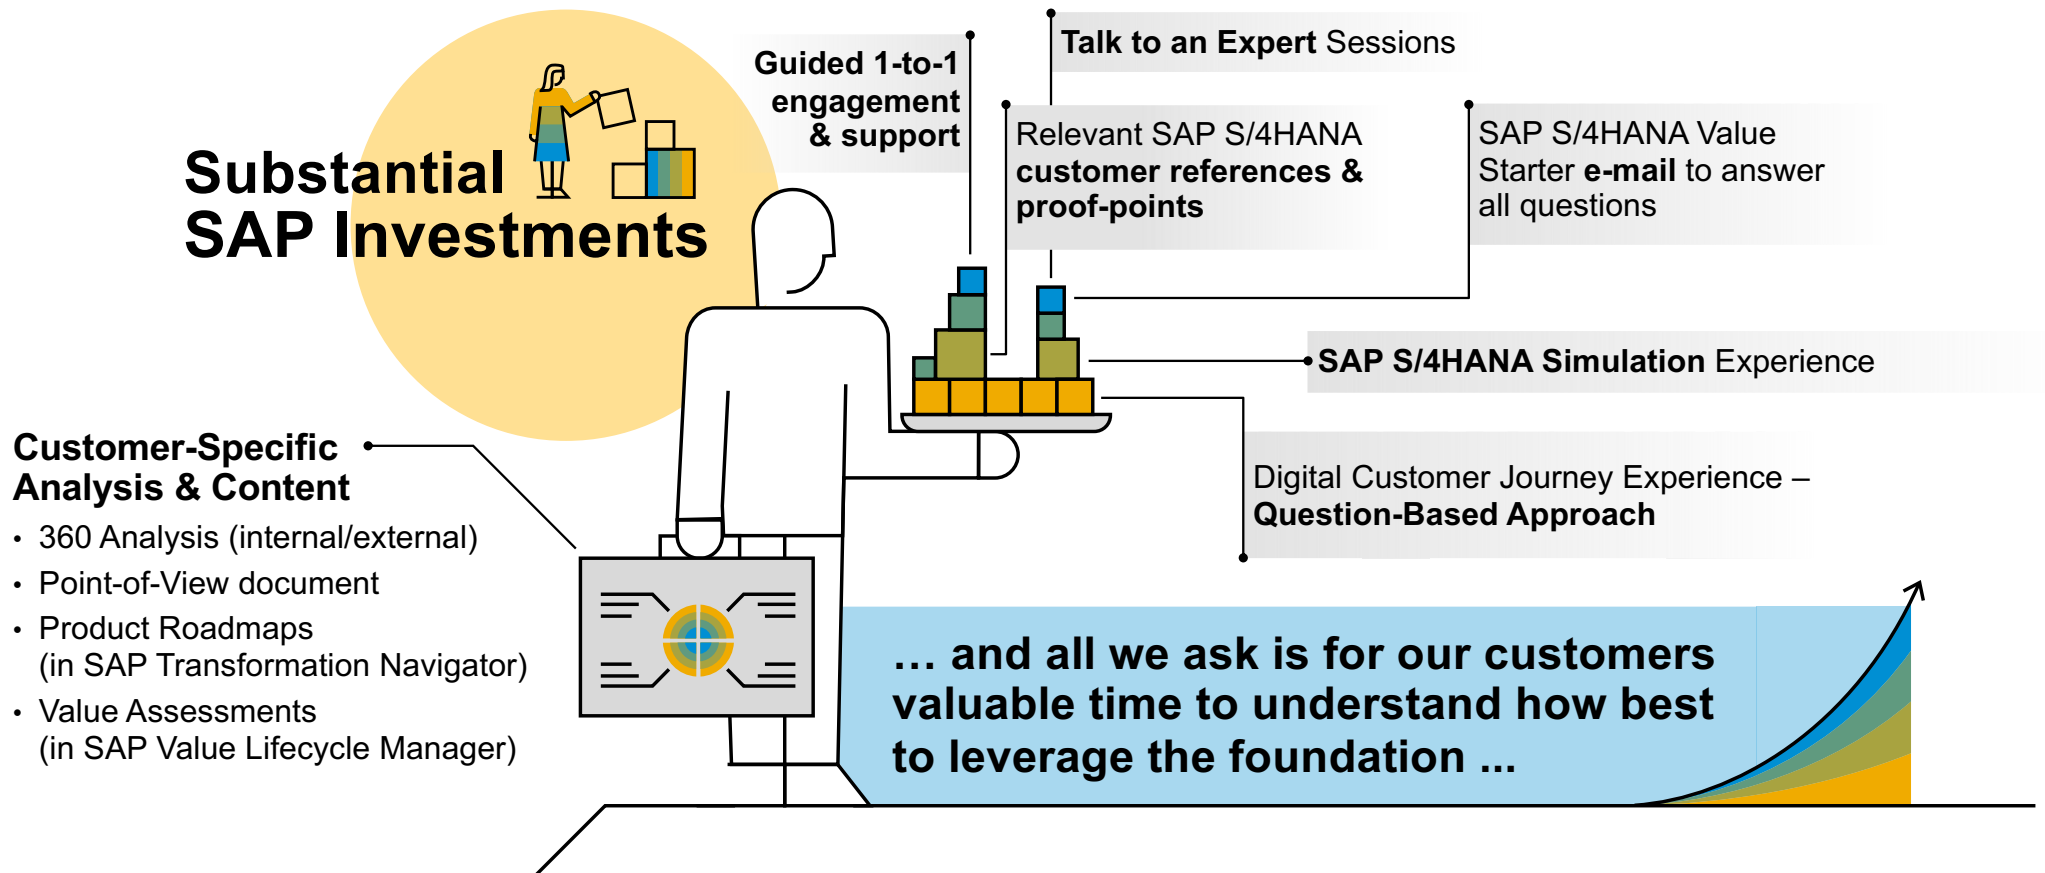 Substantial
SAP Investments
Guided 1-to-1
engagement
& support
Talk to an Expert Sessions
Relevant SAP S/4HANA
customer references &
proof-points
SAP S/4HANA Value
Starter e-mail to answer
all questions
SAP S/4HANA Simulation Experience
Digital Customer Journey Experience –
Question-Based Approach
Customer-Specific
Analysis & Content
• 360 Analysis (internal/external)
• Point-of-View document
• Product Roadmaps
(in SAP Transformation Navigator)
• Value Assessments
(in SAP Value Lifecycle Manager)
… and all we ask is for our customers
valuable time to understand how best
to leverage the foundation ...